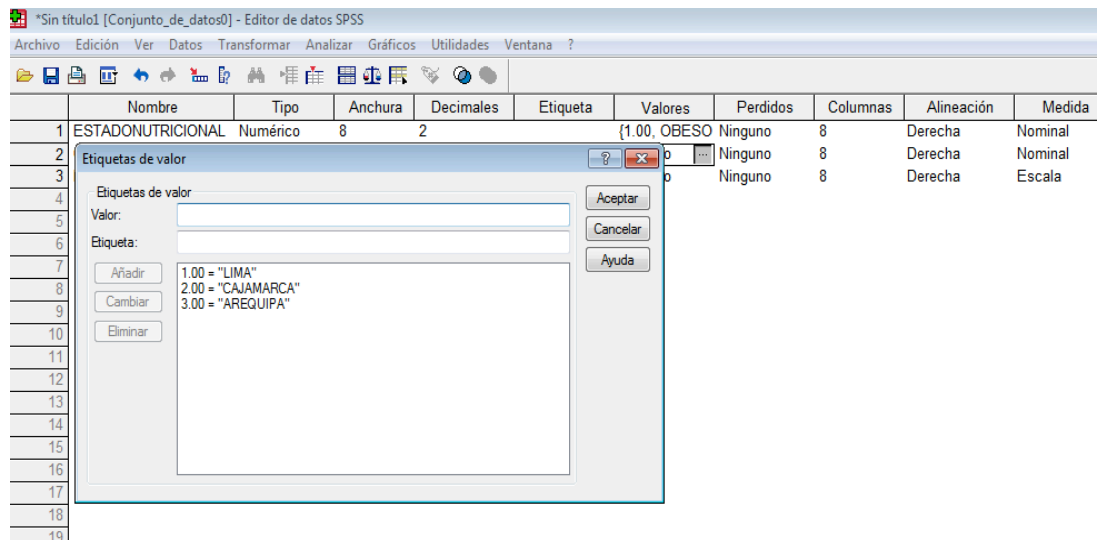 *Sin título1 [Conjunto_de_datos0] - Editor de datos SPSS
Archivo Edición Ver Datos Transformar Analizar Gráficos Utilidades Ventana ?
Nombre Tipo Anchura Decimales Etiqueta Valores Perdidos Columnas Alineación Medida
1 ESTADONUTRICIONAL Numérico 8 2 {1.00, OBESO Ninguno 8 Derecha Nominal
2 o ... Ninguno 8 Derecha Nominal
3 o Ninguno 8 Derecha Escala
4
5
6
7
8
9
10
11
12
13
14
15
16
17
18
19
Etiquetas de valor ?
Etiquetas de valor
Valor:
Etiqueta:
Aceptar
Cancelar
Ayuda
Añadir
Cambiar
Eliminar
1.00 = "LIMA"
2.00 = "CAJAMARCA"
3.00 = "AREQUIPA"